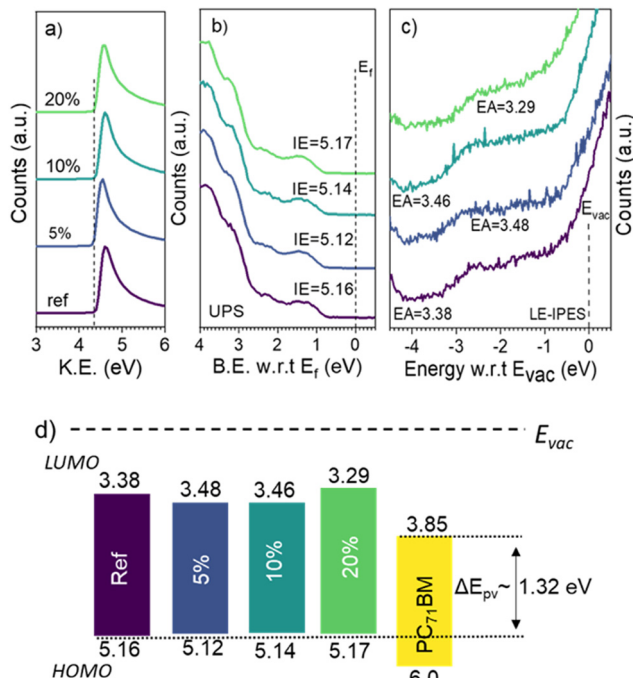 a)
20%
10%
5%
ref
Counts (a.u.)
3 4 5 6
K.E. (eV)
b)
E_f
IE=5.17
IE=5.14
IE=5.12
IE=5.16
UPS
Counts (a.u.)
4 3 2 1 0
B.E. w.r.t E_f (eV)
c)
EA=3.29
EA=3.46
EA=3.48
E_vac
EA=3.38
LE-IPES
Counts (a.u.)
-4 -3 -2 -1 0
Energy w.r.t E_vac (eV)
d)
E_vac
LUMO
3.38 3.48 3.46 3.29 3.85
Ref 5% 10% 20% PC₇₁BM
ΔE_pv~ 1.32 eV
5.16 5.12 5.14 5.17
HOMO
6.0